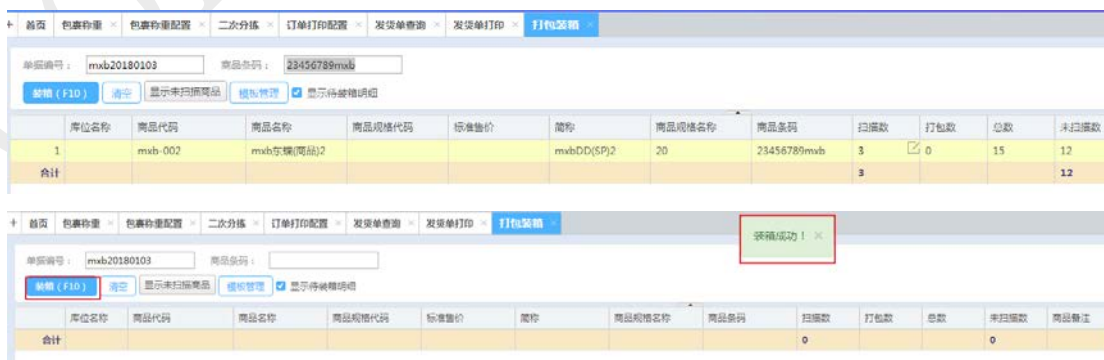 + 首页 包裹称重 × 包裹称重配置 × 二次分拣 × 订单打印配置 × 发货单查询 × 发货单打印 × 打包装箱 ×
单据编号： mxb20180103 商品条码： 23456789mxb
装箱（F10） 清空 显示未扫描商品 模板管理 显示待装箱明细
库位名称 商品代码 商品名称 商品规格代码 标准售价 简称 商品规格名称 商品条码 扫描数 打包数 总数 未扫描数
1 mxb-002 mxb东蝶(商品)2 mxbDD(SP)2 20 23456789mxb 3 0 15 12
合计 3 12
+ 首页 包裹称重 × 包裹称重配置 × 二次分拣 × 订单打印配置 × 发货单查询 × 发货单打印 × 打包装箱 ×
装箱成功！ ×
单据编号： mxb20180103 商品条码：
装箱（F10） 清空 显示未扫描商品 模板管理 显示待装箱明细
库位名称 商品代码 商品名称 商品规格代码 标准售价 简称 商品规格名称 商品条码 扫描数 打包数 总数 未扫描数 商品备注
合计 0 0